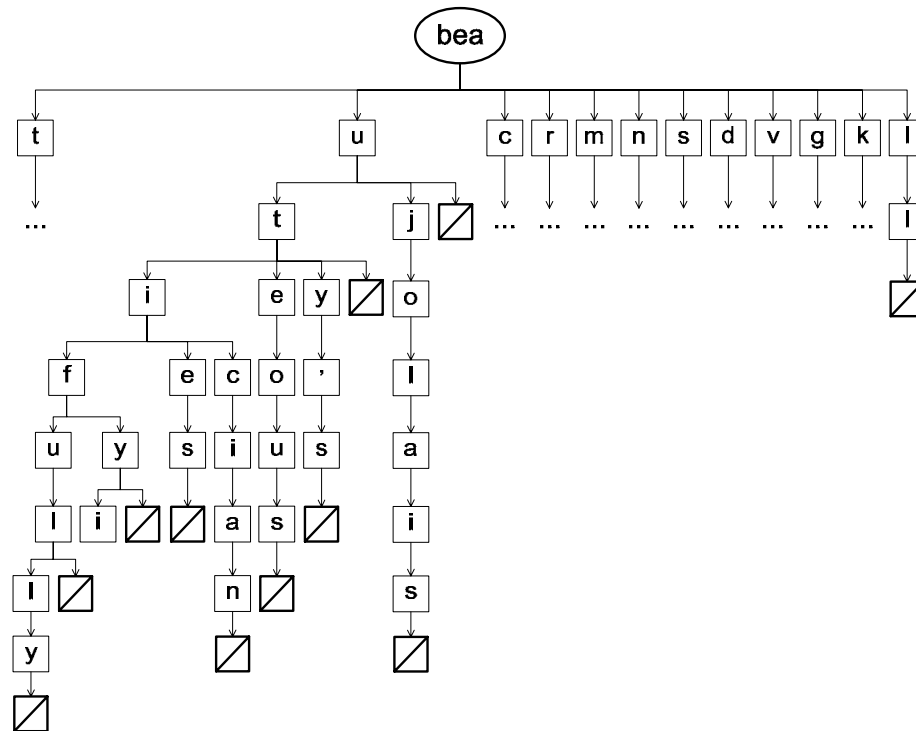 bea
t u c r m n s d v g k l
t j l
... ... ... ... ... ... ... ... ... ...
i e y o
f e c o ’ l
u y s i u s a
l i a s i
l n s
y